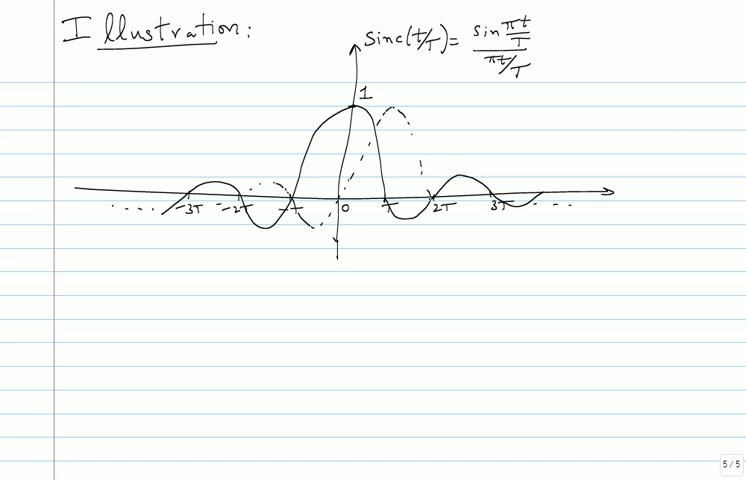 Illustration:
sinc(t/T) = sin πt/T / πt/T
1
.... -3T -2T -T 0 T 2T 3T ....
5/5